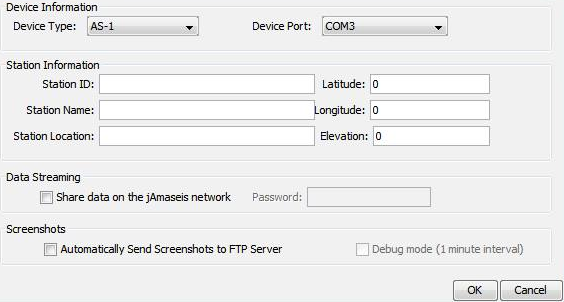 Device Information
Device Type: AS-1 Device Port: COM3
Station Information
Station ID: Latitude: 0
Station Name: Longitude: 0
Station Location: Elevation: 0
Data Streaming
Share data on the jAmaseis network Password:
Screenshots
Automatically Send Screenshots to FTP Server Debug mode (1 minute interval)
OK Cancel